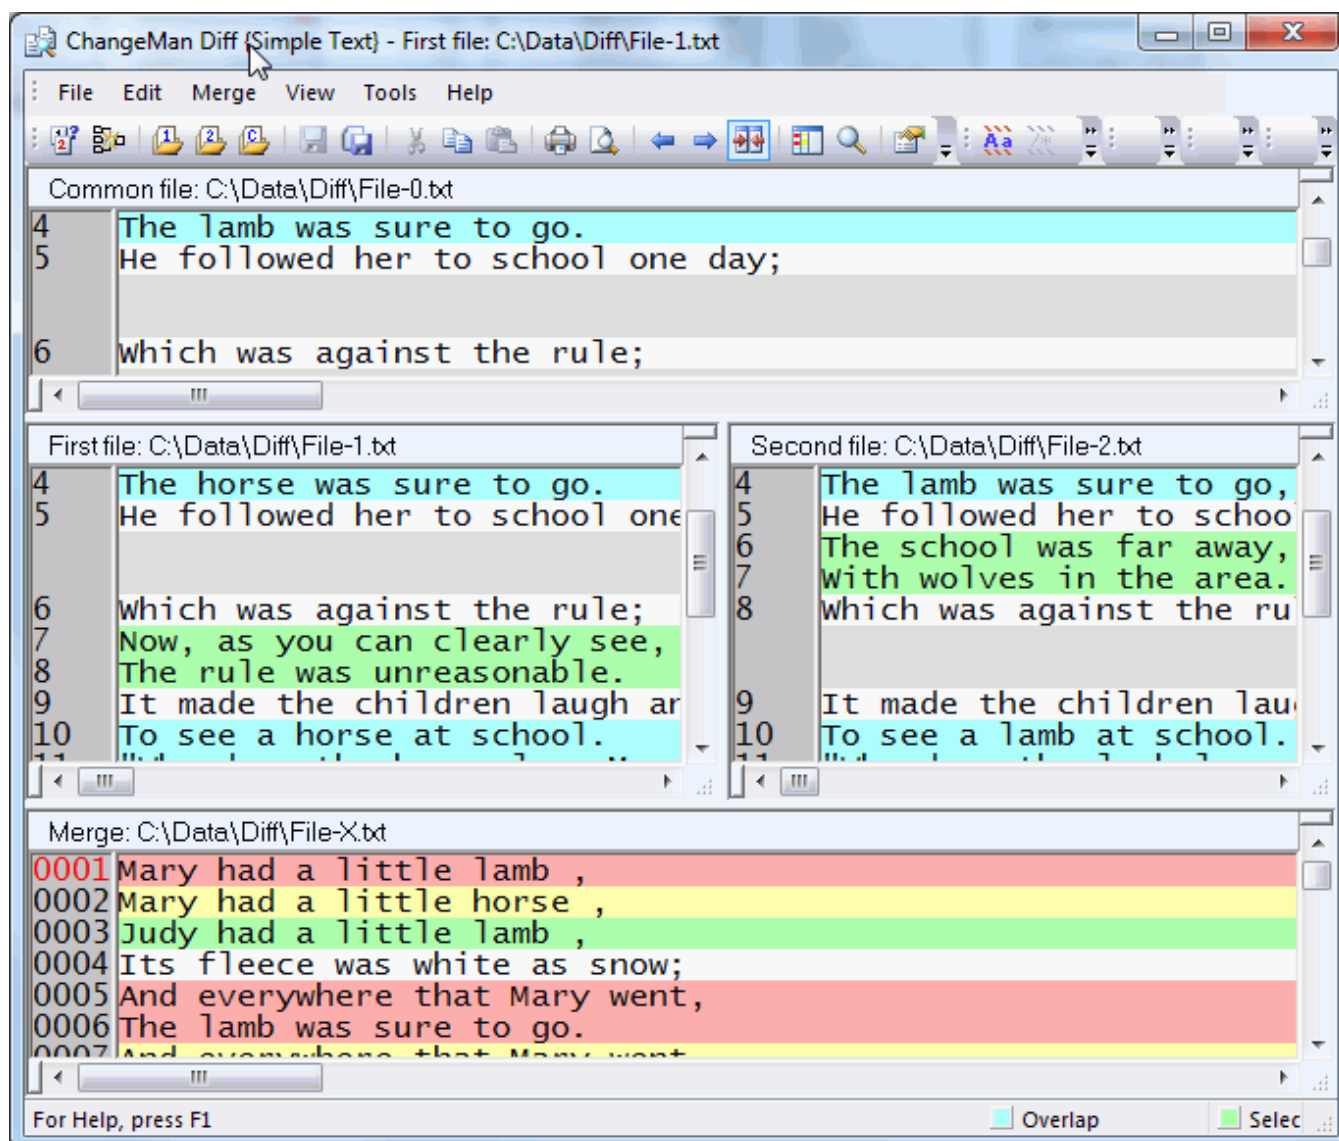 ChangeMan Diff {Simple Text} - First file: C:\Data\Diff\File-1.txt
File Edit Merge View Tools Help
Common file: C:\Data\Diff\File-0.txt
4 The lamb was sure to go.
5 He followed her to school one day;
6 Which was against the rule;
First file: C:\Data\Diff\File-1.txt
4 The horse was sure to go.
5 He followed her to school one
6 Which was against the rule;
7 Now, as you can clearly see,
8 The rule was unreasonable.
9 It made the children laugh an
10 To see a horse at school.
Second file: C:\Data\Diff\File-2.txt
4 The lamb was sure to go,
5 He followed her to schoo
6 The school was far away,
7 With wolves in the area.
8 Which was against the ru
9 It made the children lau
10 To see a lamb at school.
Merge: C:\Data\Diff\File-X.txt
0001 Mary had a little lamb ,
0002 Mary had a little horse ,
0003 Judy had a little lamb ,
0004 Its fleece was white as snow;
0005 And everywhere that Mary went,
0006 The lamb was sure to go.
0007 And everywhere that Mary went
For Help, press F1
Overlap
Selec